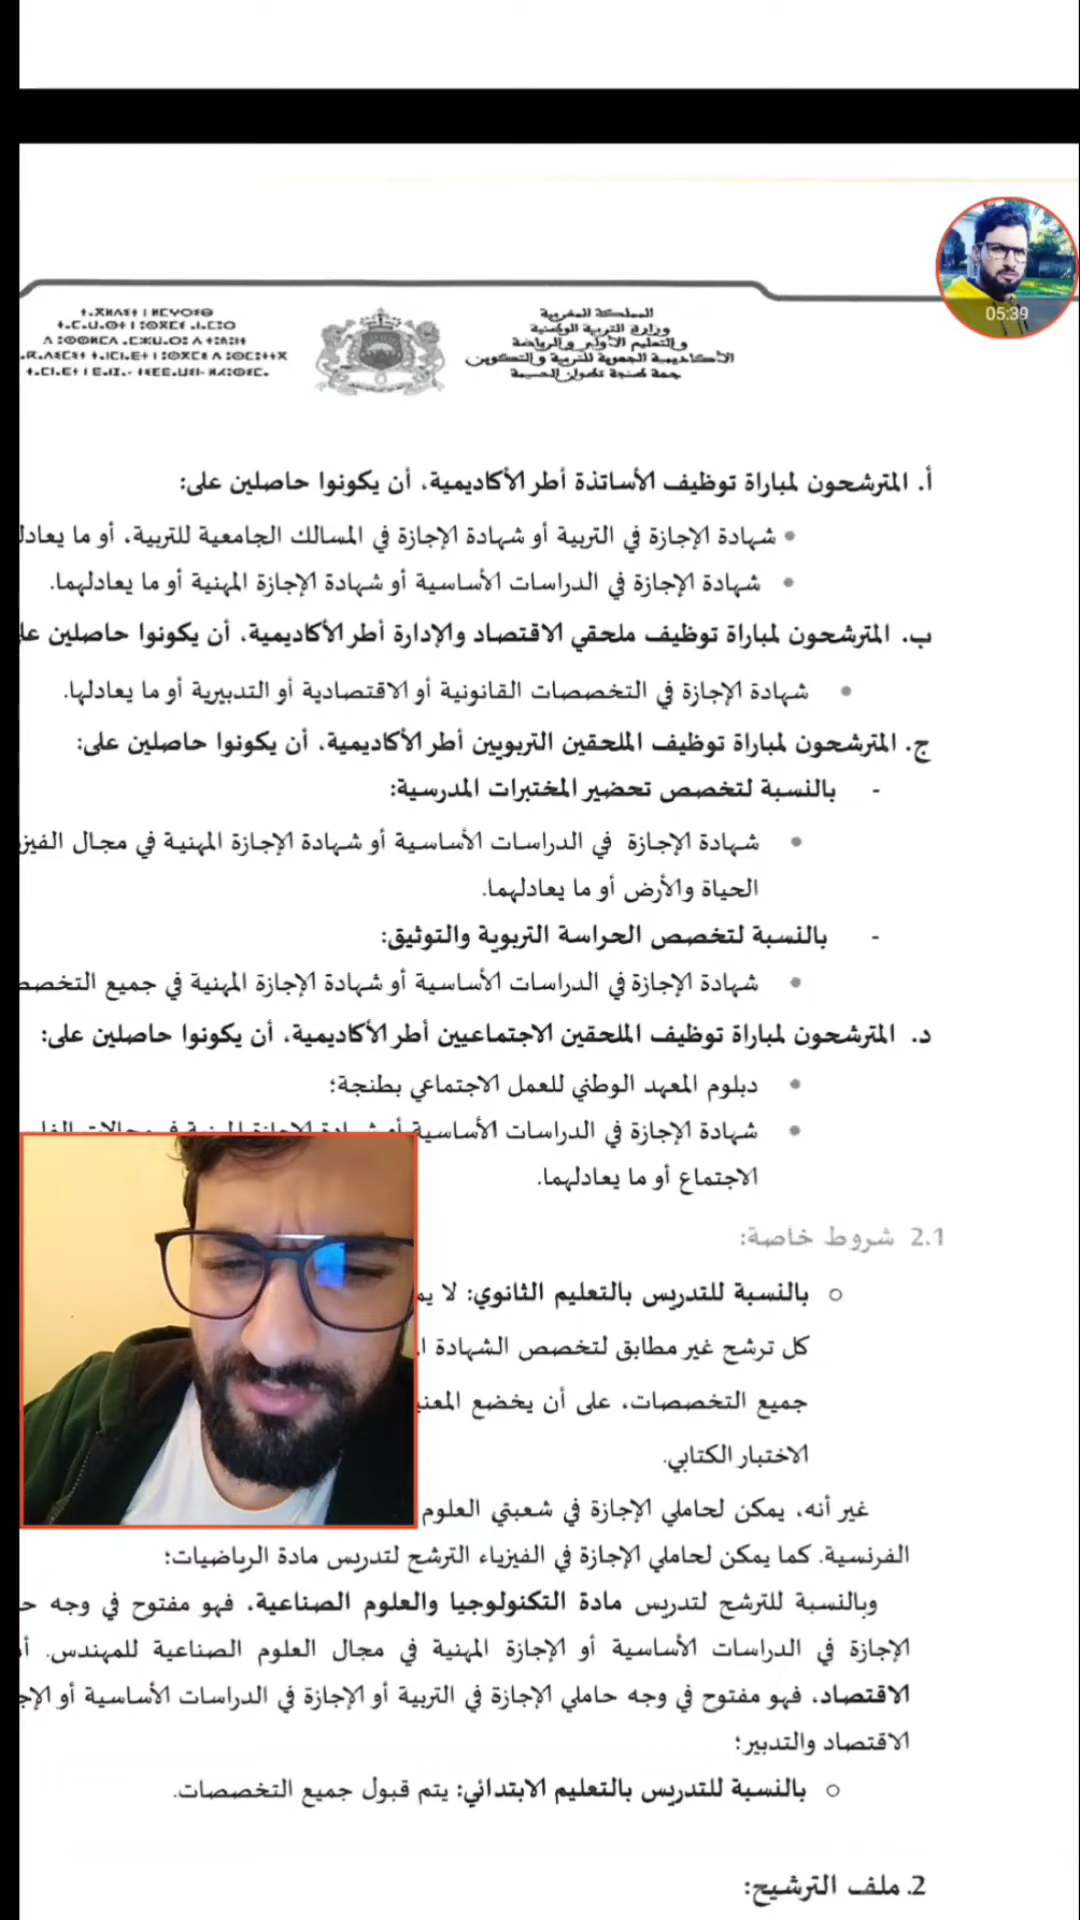 05:39
المملكة المغربية
وزارة التربية الوطنية
والتعليم الأولي والرياضة
الأكاديمية الجهوية للتربية والتكوين
جهة طنجة تطوان الحسيمة
أ. المترشحون لمباراة توظيف الأساتذة أطر الأكاديمية، أن يكونوا حاصلين على:
• شهادة الإجازة في التربية أو شهادة الإجازة في المسالك الجامعية للتربية، أو ما
• شهادة الإجازة في الدراسات الأساسية أو شهادة الإجازة المهنية أو ما يعادلهما.
ب. المترشحون لمباراة توظيف ملحقي الاقتصاد والإدارة أطر الأكاديمية، أن يكونوا حاصلين
• شهادة الإجازة في التخصصات القانونية أو الاقتصادية أو التدبيرية أو ما يعادلها.
ج. المترشحون لمباراة توظيف الملحقين التربويين أطر الأكاديمية، أن يكونوا حاصلين على:
- بالنسبة لتخصص تحضير المختبرات المدرسية:
• شهادة الإجازة في الدراسات الأساسية أو شهادة الإجازة المهنية في مجال
الحياة والأرض أو ما يعادلهما.
- بالنسبة لتخصص الحراسة التربوية والتوثيق:
• شهادة الإجازة في الدراسات الأساسية أو شهادة الإجازة المهنية في جميع
د. المترشحون لمباراة توظيف الملحقين الاجتماعيين أطر الأكاديمية، أن يكونوا حاصلين على:
• دبلوم المعهد الوطني للعمل الاجتماعي بطنجة؛
• شهادة الإجازة في الدراسات الأساسية
الاجتماع أو ما يعادلهما.
2.1 شروط خاصة:
o بالنسبة للتدريس بالتعليم الثانوي: لا
كل ترشح غير مطابق لتخصص الشهادة
جميع التخصصات، على أن يخضع
الاختبار الكتابي.
غير أنه، يمكن لحاملي الإجازة في شعبتي العلوم
الفرنسية. كما يمكن لحاملي الإجازة في الفيزياء الترشح لتدريس مادة الرياضيات؛
وبالنسبة للترشح لتدريس مادة التكنولوجيا والعلوم الصناعية، فهو مفتوح في وجه
الإجازة في الدراسات الأساسية أو الإجازة المهنية في مجال العلوم الصناعية للمهندس.
الاقتصاد، فهو مفتوح في وجه حاملي الإجازة في التربية أو الإجازة في الدراسات الأساسية أو
الاقتصاد والتدبير؛
o بالنسبة للتدريس بالتعليم الابتدائي: يتم قبول جميع التخصصات.
2. ملف الترشيح: